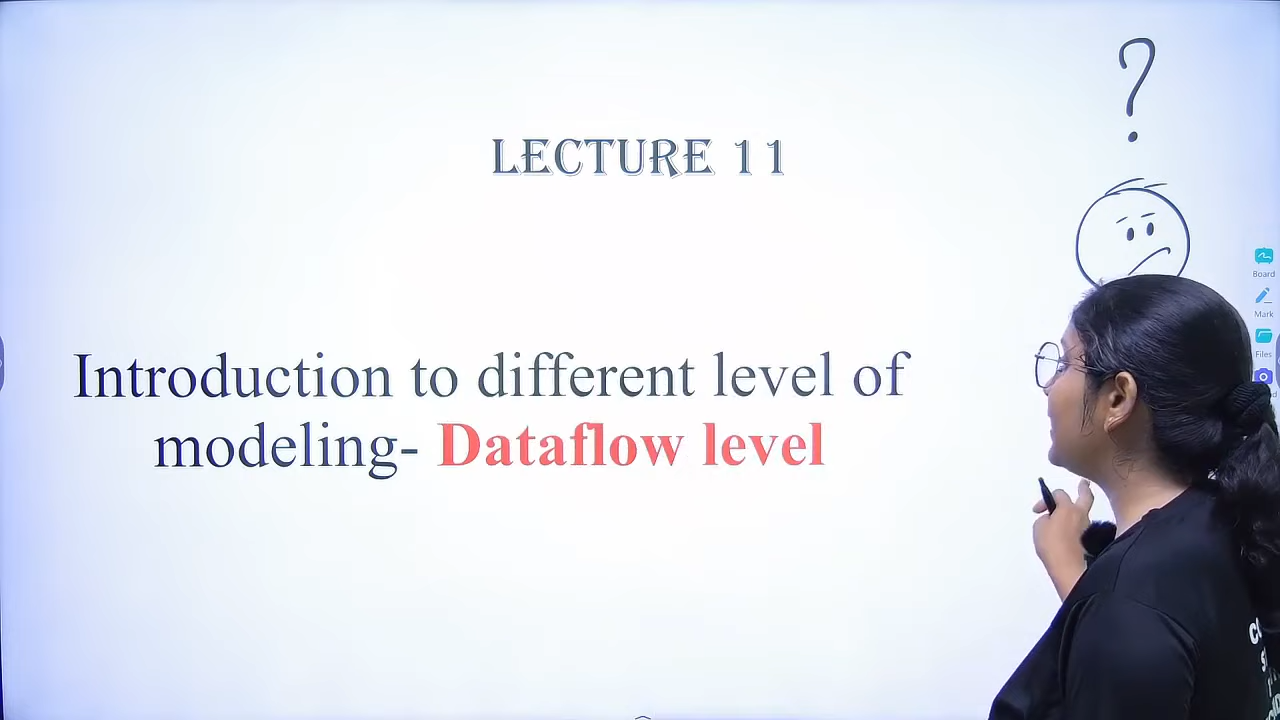 ?
LECTURE 11
Introduction to different level of
modeling- Dataflow level
Board
Mark
Files